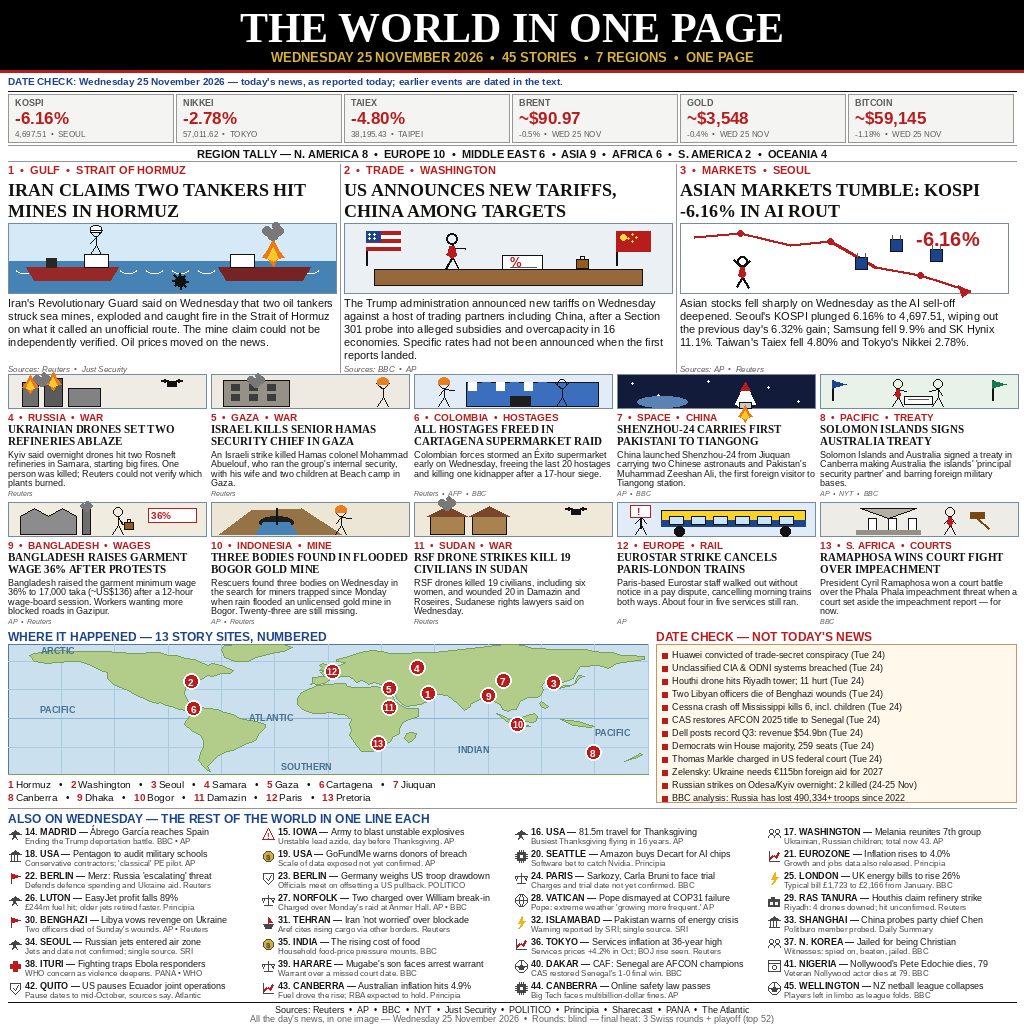 THE WORLD IN ONE PAGE
WEDNESDAY 25 NOVEMBER 2026 • 45 STORIES • 7 REGIONS • ONE PAGE
DATE CHECK: Wednesday 25 November 2026 — today's news, as reported today; earlier events are dated in the text.
KOSPI
-6.16%
4,697.51 • SEOUL
NIKKEI
-2.78%
57,011.62 • TOKYO
TAIEX
-4.80%
38,195.43 • TAIPEI
BRENT
~$90.97
-0.5% • WED 25 NOV
GOLD
~$3,548
-0.4% • WED 25 NOV
BITCOIN
~$59,145
-1.18% • WED 25 NOV
REGION TALLY — N. AMERICA 8 • EUROPE 10 • MIDDLE EAST 6 • ASIA 9 • AFRICA 6 • S. AMERICA 2 • OCEANIA 4
1 • GULF • STRAIT OF HORMUZ
IRAN CLAIMS TWO TANKERS HIT
MINES IN HORMUZ
Iran's Revolutionary Guard said on Wednesday that two oil tankers
struck sea mines, exploded and caught fire in the Strait of Hormuz
on what it called an unofficial route. The mine claim could not be
independently verified. Oil prices moved on the news.
Sources: Reuters • Just Security
2 • TRADE • WASHINGTON
US ANNOUNCES NEW TARIFFS,
CHINA AMONG TARGETS
%
The Trump administration announced new tariffs on Wednesday
against a host of trading partners including China, after a Section
301 probe into alleged subsidies and overcapacity in 16
economies. Specific rates had not been announced when the first
reports landed.
Sources: BBC • AP
3 • MARKETS • SEOUL
ASIAN MARKETS TUMBLE: KOSPI
-6.16% IN AI ROUT
-6.16%
Asian stocks fell sharply on Wednesday as the AI sell-off
deepened. Seoul's KOSPI plunged 6.16% to 4,697.51, wiping out
the previous day's 6.32% gain; Samsung fell 9.9% and SK Hynix
11.1%. Taiwan's Taiex fell 4.80% and Tokyo's Nikkei 2.78%.
Sources: AP • Reuters
4 • RUSSIA • WAR
UKRAINIAN DRONES SET TWO
REFINERIES ABLAZE
Kyiv said overnight drones hit two Rosneft
refineries in Samara, starting big fires. One
person was killed; Reuters could not verify which
plants burned.
Reuters
5 • GAZA • WAR
ISRAEL KILLS SENIOR HAMAS
SECURITY CHIEF IN GAZA
An Israeli strike killed Hamas colonel Mohammad
Abuelouf, who ran the group's internal security,
with his wife and two children at Beach camp in
Gaza.
Reuters
6 • COLOMBIA • HOSTAGES
ALL HOSTAGES FREED IN
CARTAGENA SUPERMARKET RAID
Colombian forces stormed an Éxito supermarket
early on Wednesday, freeing the last 20 hostages
and killing one kidnapper after a 17-hour siege.
Reuters • AFP • BBC
7 • SPACE • CHINA
SHENZHOU-24 CARRIES FIRST
PAKISTANI TO TIANGONG
China launched Shenzhou-24 from Jiuquan
carrying two Chinese astronauts and Pakistan's
Muhammad Zeeshan Ali, the first foreign visitor to
Tiangong station.
AP • BBC
8 • PACIFIC • TREATY
SOLOMON ISLANDS SIGNS
AUSTRALIA TREATY
Solomon Islands and Australia signed a treaty in
Canberra making Australia the islands' 'principal
security partner' and barring foreign military
bases.
AP • NYT • BBC
36%
9 • BANGLADESH • WAGES
BANGLADESH RAISES GARMENT
WAGE 36% AFTER PROTESTS
Bangladesh raised the garment minimum wage
36% to 17,000 taka (~US$136) after a 12-hour
wage-board session. Workers wanting more
blocked roads in Gazipur.
AP • Reuters
10 • INDONESIA • MINE
THREE BODIES FOUND IN FLOODED
BOGOR GOLD MINE
Rescuers found three bodies on Wednesday in
the search for miners trapped since Monday
when rain flooded an unlicensed gold mine in
Bogor. Twenty-three are still missing.
AP • Reuters
11 • SUDAN • WAR
RSF DRONE STRIKES KILL 19
CIVILIANS IN SUDAN
RSF drones killed 19 civilians, including six
women, and wounded 20 in Damazin and
Roseires, Sudanese rights lawyers said on
Wednesday.
Reuters
!
12 • EUROPE • RAIL
EUROSTAR STRIKE CANCELS
PARIS-LONDON TRAINS
Paris-based Eurostar staff walked out without
notice in a pay dispute, cancelling morning trains
both ways. About four in five services still ran.
AP
13 • S. AFRICA • COURTS
RAMAPHOSA WINS COURT FIGHT
OVER IMPEACHMENT
President Cyril Ramaphosa won a court battle
over the Phala Phala impeachment threat when a
court set aside the impeachment report — for
now.
BBC
WHERE IT HAPPENED — 13 STORY SITES, NUMBERED
ARCTIC
PACIFIC
ATLANTIC
SOUTHERN
INDIAN
PACIFIC
1
2
3
4
5
6
7
8
9
10
11
12
13
1 Hormuz • 2 Washington • 3 Seoul • 4 Samara • 5 Gaza • 6 Cartagena • 7 Jiuquan
8 Canberra • 9 Dhaka • 10 Bogor • 11 Damazin • 12 Paris • 13 Pretoria
DATE CHECK — NOT TODAY'S NEWS
Huawei convicted of trade-secret conspiracy (Tue 24)
Unclassified CIA & ODNI systems breached (Tue 24)
Houthi drone hits Riyadh tower; 11 hurt (Tue 24)
Two Libyan officers die of Benghazi wounds (Tue 24)
Cessna crash off Mississippi kills 6, incl. children (Tue 24)
CAS restores AFCON 2025 title to Senegal (Tue 24)
Dell posts record Q3: revenue $54.9bn (Tue 24)
Democrats win House majority, 259 seats (Tue 24)
Thomas Markle charged in US federal court (Tue 24)
Zelensky: Ukraine needs €115bn foreign aid for 2027
Russian strikes on Odesa/Kyiv overnight: 2 killed (24-25 Nov)
BBC analysis: Russia has lost 490,334+ troops since 2022
ALSO ON WEDNESDAY — THE REST OF THE WORLD IN ONE LINE EACH
14. MADRID — Ábrego García reaches Spain
Ending the Trump deportation battle. BBC • AP
15. IOWA — Army to blast unstable explosives
Unstable lead azide, day before Thanksgiving. AP
16. USA — 81.5m travel for Thanksgiving
Busiest Thanksgiving flying in 16 years. AP
17. WASHINGTON — Melania reunites 7th group
Ukrainian, Russian children; total now 43. AP
18. USA — Pentagon to audit military schools
Conservative contractors; 'classical' PE pilot. AP
19. USA — GoFundMe warns donors of breach
Scale of data exposed not yet confirmed. AP
20. SEATTLE — Amazon buys Decart for AI chips
Software bet to catch Nvidia. Principia
21. EUROZONE — Inflation rises to 4.0%
Growth and jobs data also released. Principia
22. BERLIN — Merz: Russia 'escalating' threat
Defends defence spending and Ukraine aid. Reuters
23. BERLIN — Germany weighs US troop drawdown
Officials meet on offsetting a US pullback. POLITICO
24. PARIS — Sarkozy, Carla Bruni to face trial
Charges and trial date not yet confirmed. BBC
25. LONDON — UK energy bills to rise 26%
Typical bill £1,723 to £2,166 from January. BBC
26. LUTON — EasyJet profit falls 89%
£244m fuel hit; older jets retired faster. Principia
27. NORFOLK — Two charged over William break-in
Charged over Monday's raid at Anmer Hall. AP • BBC
28. VATICAN — Pope dismayed at COP31 failure
Pope: extreme weather 'growing more frequent.' AP
29. RAS TANURA — Houthis claim refinery strike
Riyadh: 4 drones downed; hit unconfirmed. Reuters
30. BENGHAZI — Libya vows revenge on Ukraine
Two officers died of Sunday's wounds. AP • Reuters
31. TEHRAN — Iran 'not worried' over blockade
Aref cites rising cargo via other borders. Reuters
32. ISLAMABAD — Pakistan warns of energy crisis
Warning reported by SRI; single source. SRI
33. SHANGHAI — China probes party chief Chen
Politburo member probed. Daily Summary
34. SEOUL — Russian jets entered air zone
Jets and date not confirmed; single source. SRI
35. INDIA — The rising cost of food
Household food-price pressure mounts. BBC
36. TOKYO — Services inflation at 36-year high
Services prices +4.2% in Oct; BOJ rise seen. Reuters
37. N. KOREA — Jailed for being Christian
Witnesses: spied on, beaten, jailed. BBC
38. ITURI — Fighting traps Ebola responders
WHO concern as violence deepens. PANA • WHO
39. HARARE — Mugabe's son faces arrest warrant
Warrant over a missed court date. BBC
40. DAKAR — CAF: Senegal are AFCON champions
CAS restored Senegal's 1-0 final win. BBC
41. NIGERIA — Nollywood's Pete Edochie dies, 79
Veteran Nollywood actor dies at 79. BBC
42. QUITO — US pauses Ecuador joint operations
Pause dates to mid-October, sources say. Atlantic
43. CANBERRA — Australian inflation hits 4.9%
Fuel drove the rise; RBA expected to hold. Principia
44. CANBERRA — Online safety law passes
Big Tech faces multibillion-dollar fines. AP
45. WELLINGTON — NZ netball league collapses
Players left in limbo as league folds. BBC
Sources: Reuters • AP • BBC • NYT • Just Security • POLITICO • Principia • Sharecast • PANA • The Atlantic
All the day's news, in one image — Wednesday 25 November 2026 • Rounds: blind — final heat: 3 Swiss rounds + playoff (top 52)